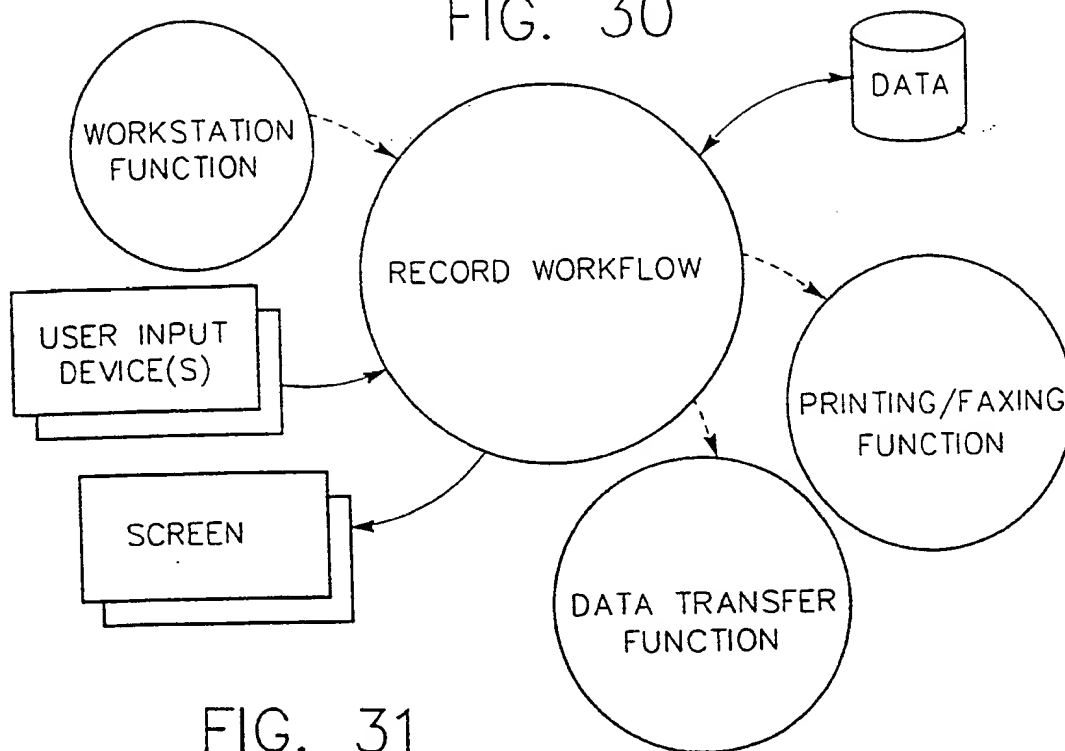 FIG. 30
DATA
WORKSTATION
FUNCTION
RECORD WORKFLOW
USER INPUT
DEVICE(S)
PRINTING/FAXING
FUNCTION
SCREEN
DATA TRANSFER
FUNCTION
FIG. 31